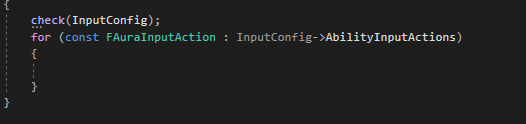 {
check(InputConfig);
for (const FAuraInputAction : InputConfig->AbilityInputActions)
{
}
}